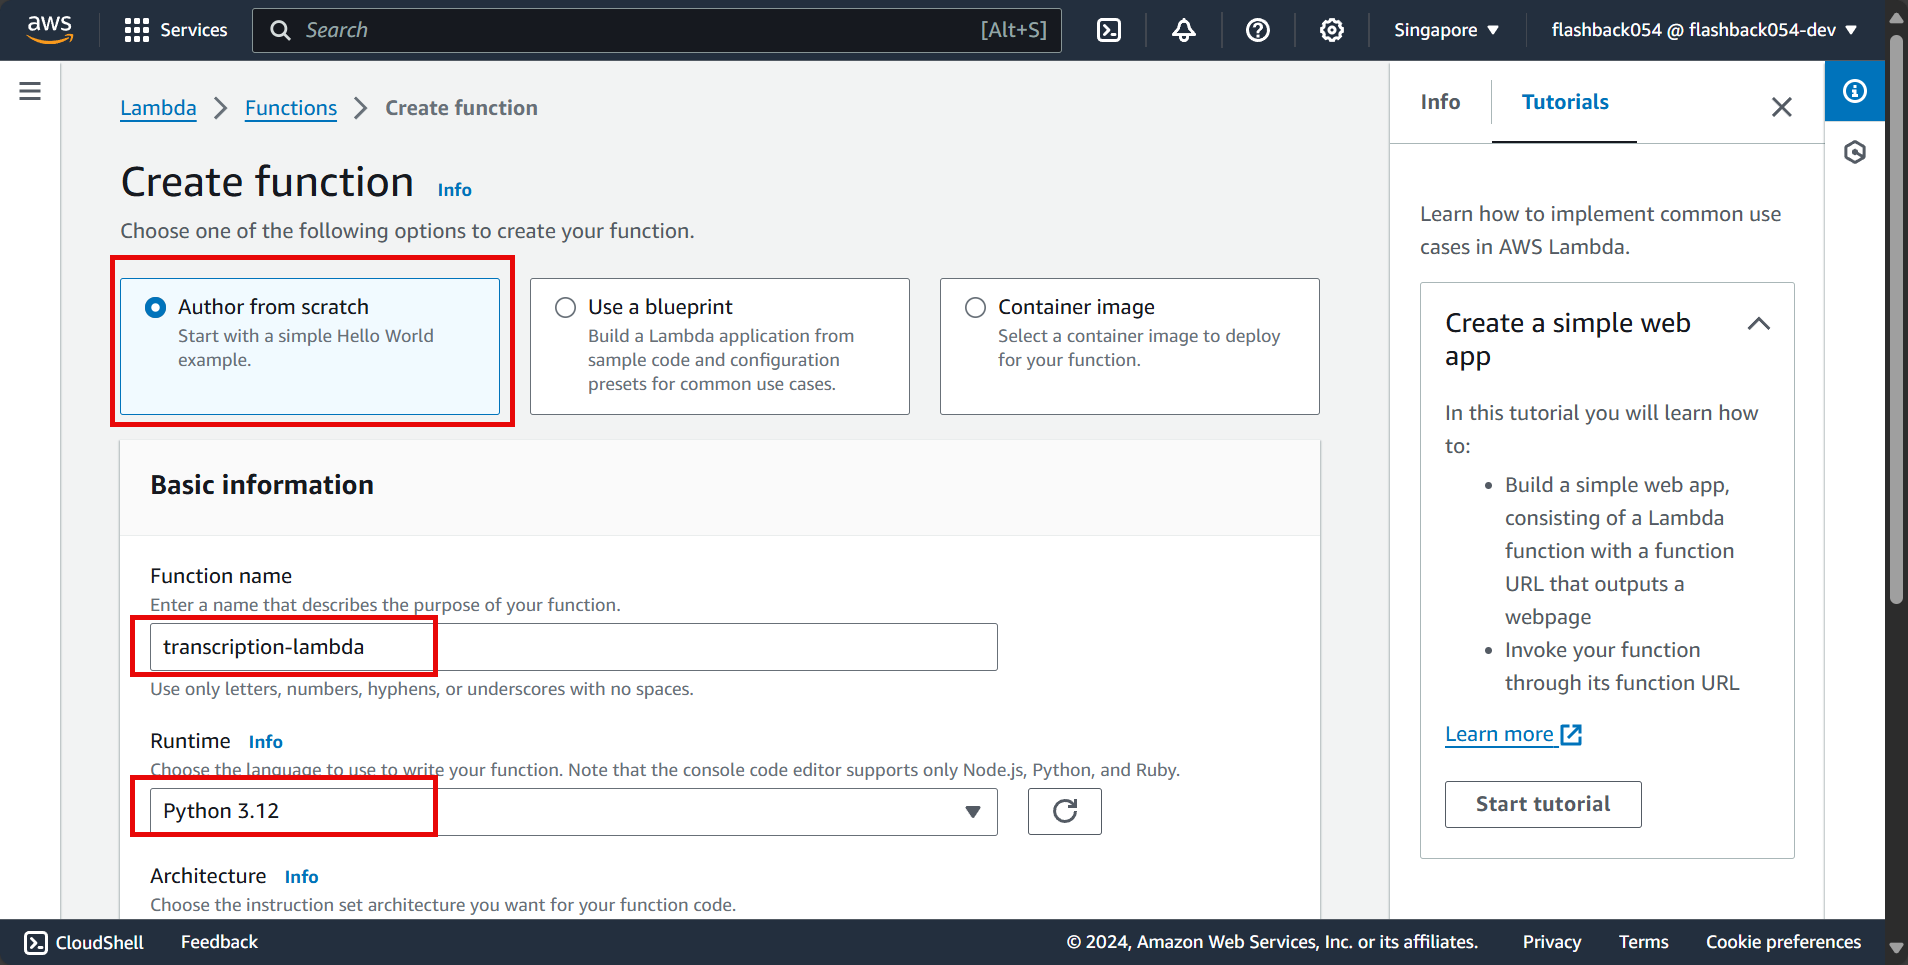 aws
Services
Search
[Alt+S]
Singapore
flashback054 @ flashback054-dev
Lambda
Functions
Create function
Create function
Info
Choose one of the following options to create your function.
Author from scratch
Start with a simple Hello World
example.
Use a blueprint
Build a Lambda application from
sample code and configuration
presets for common use cases.
Container image
Select a container image to deploy
for your function.
Basic information
Function name
Enter a name that describes the purpose of your function.
transcription-lambda
Use only letters, numbers, hyphens, or underscores with no spaces.
Runtime Info
Choose the language to use to write your function. Note that the console code editor supports only Node.js, Python, and Ruby.
Python 3.12
Architecture Info
Choose the instruction set architecture you want for your function code.
Info
Tutorials
Learn how to implement common use
cases in AWS Lambda.
Create a simple web
app
In this tutorial you will learn how
to:
• Build a simple web app,
consisting of a Lambda
function with a function
URL that outputs a
webpage
• Invoke your function
through its function URL
Learn more
Start tutorial
CloudShell
Feedback
© 2024, Amazon Web Services, Inc. or its affiliates.
Privacy
Terms
Cookie preferences